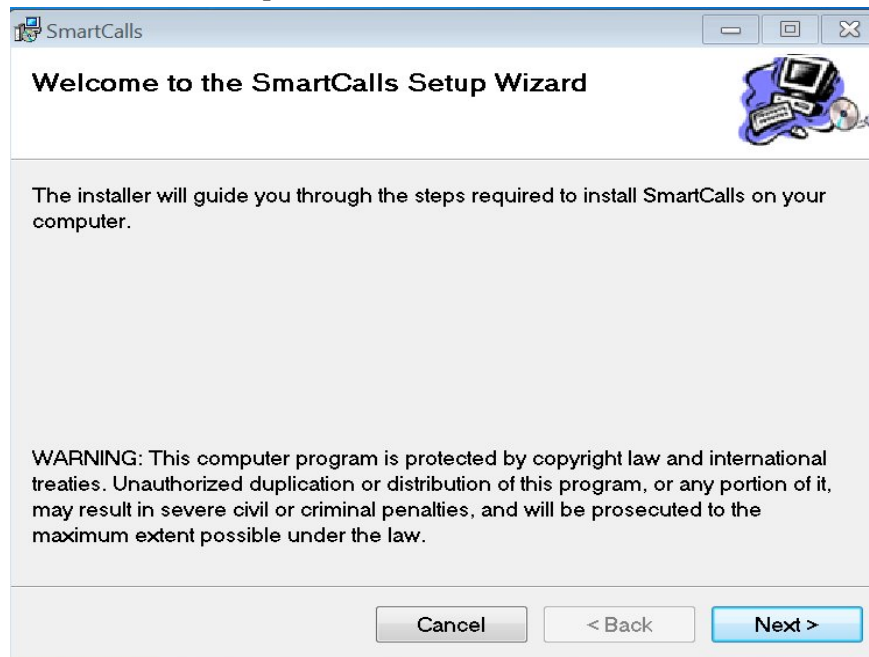 SmartCalls
Welcome to the SmartCalls Setup Wizard
The installer will guide you through the steps required to install SmartCalls on your
computer.
WARNING: This computer program is protected by copyright law and international
treaties. Unauthorized duplication or distribution of this program, or any portion of it,
may result in severe civil or criminal penalties, and will be prosecuted to the
maximum extent possible under the law.
Cancel
< Back
Next >